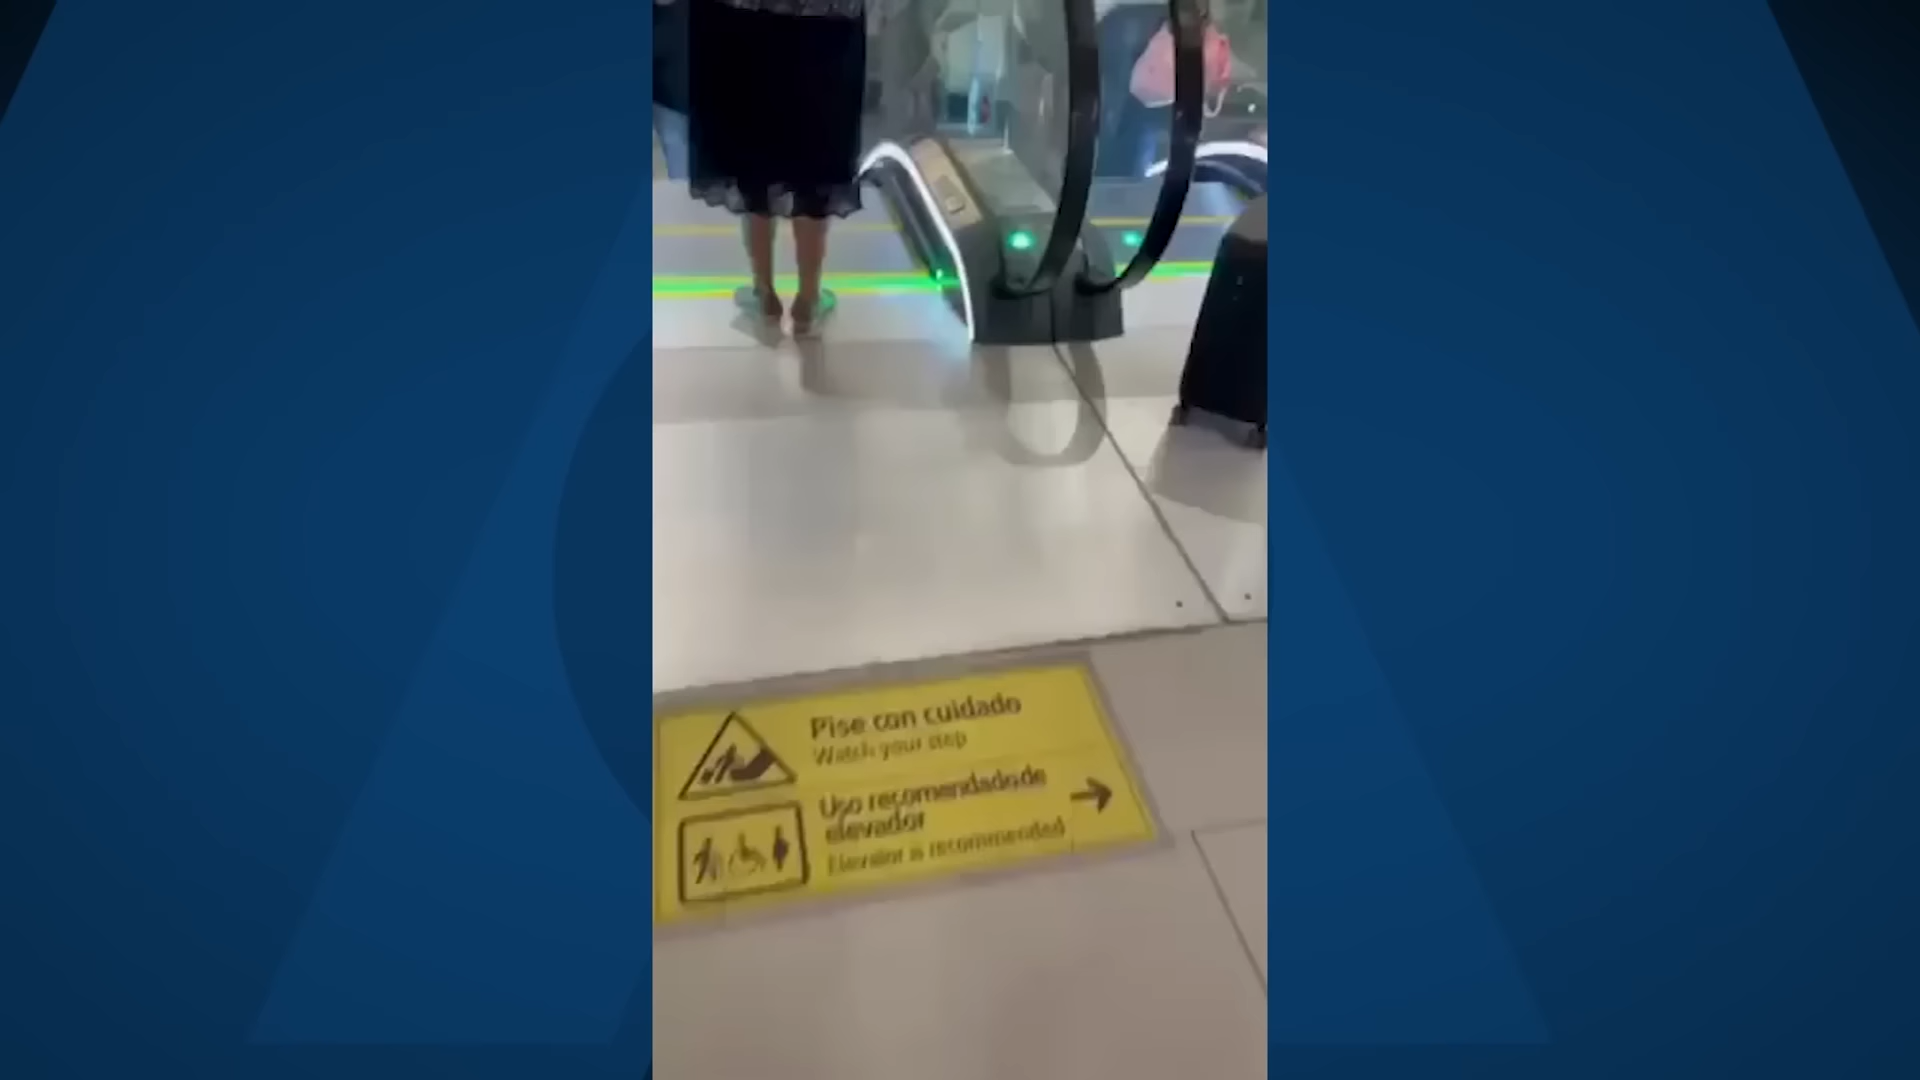 Pise con cuidado
Watch your step
Uso recomendado de
elevador
Elevator is recommended